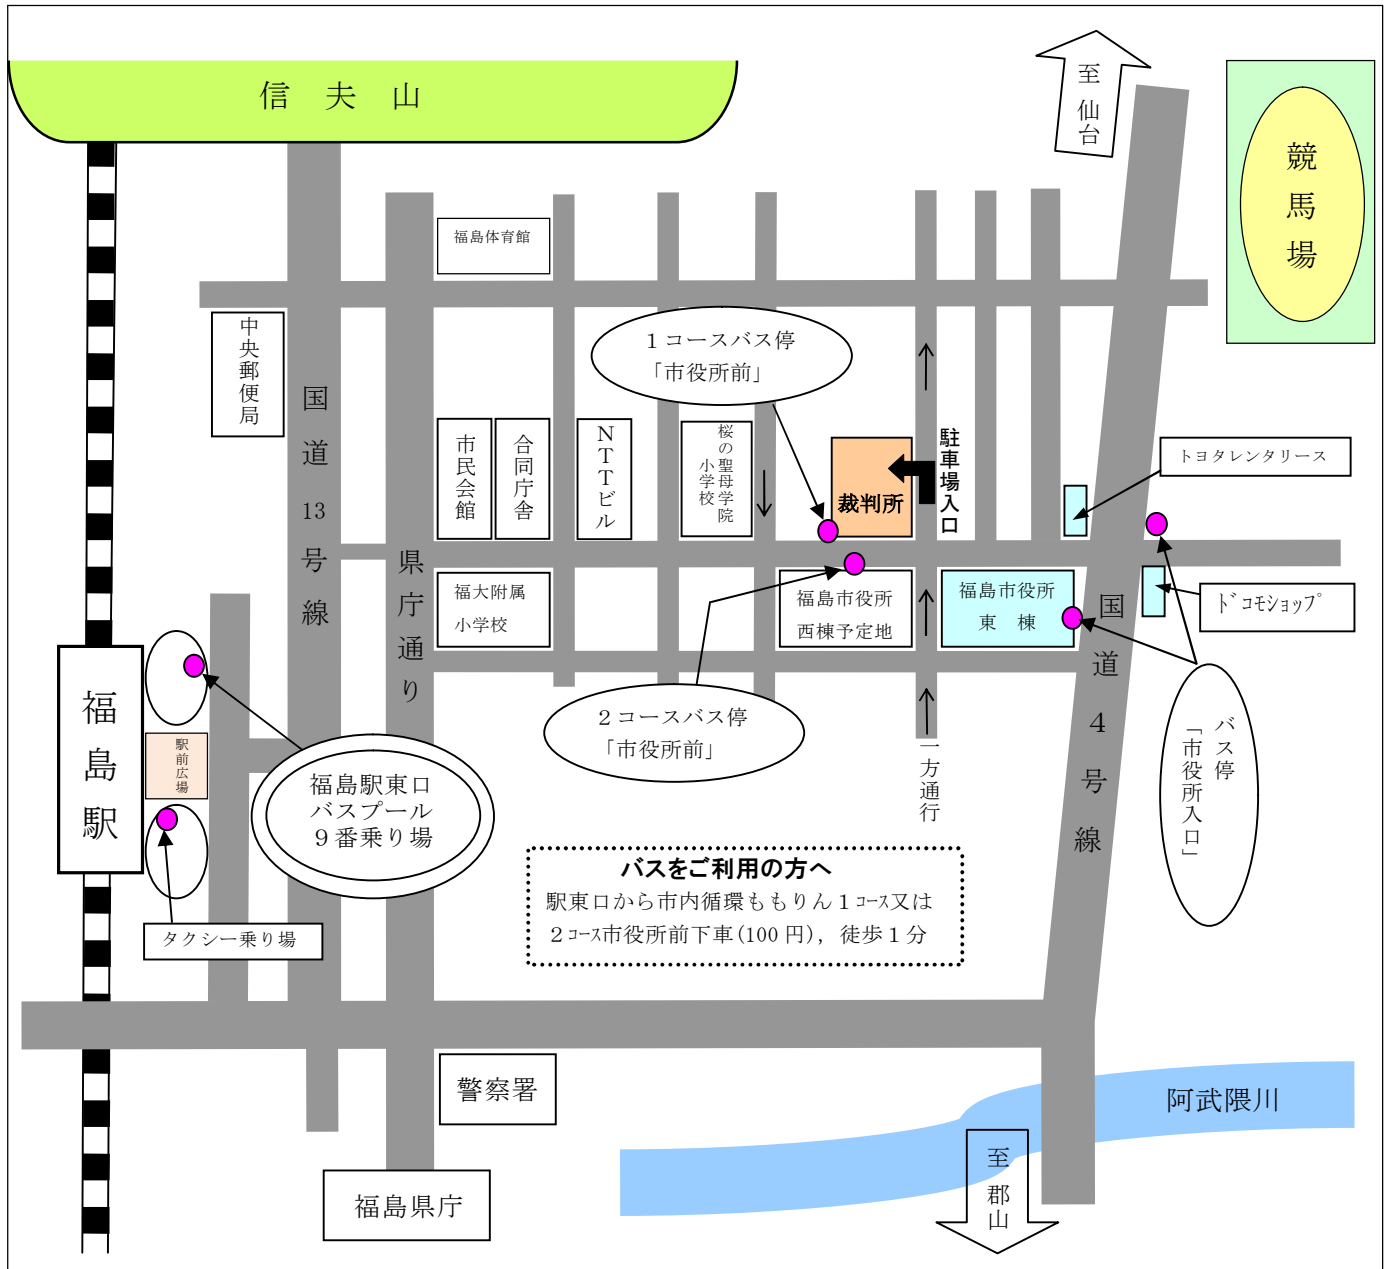 信夫山
至仙台
競馬場
福島体育館
中央郵便局
国道13号線
1コースバス停
「市役所前」
市民会館
合同庁舎
NTTビル
桜の聖母学院
小学校
裁判所
駐車場入口
トヨタレンタリース
県庁通り
福大附属
小学校
福島市役所
西棟予定地
福島市役所
東棟
国道4号線
ドコモショップ
福島駅
駅前広場
福島駅東口
バスプール
9番乗り場
2コースバス停
「市役所前」
一方通行
バス停
「市役所入口」
タクシー乗り場
バスをご利用の方へ
駅東口から市内循環ももりん1コース又は
2コース市役所前下車(100円),徒歩1分
警察署
福島県庁
阿武隈川
至郡山